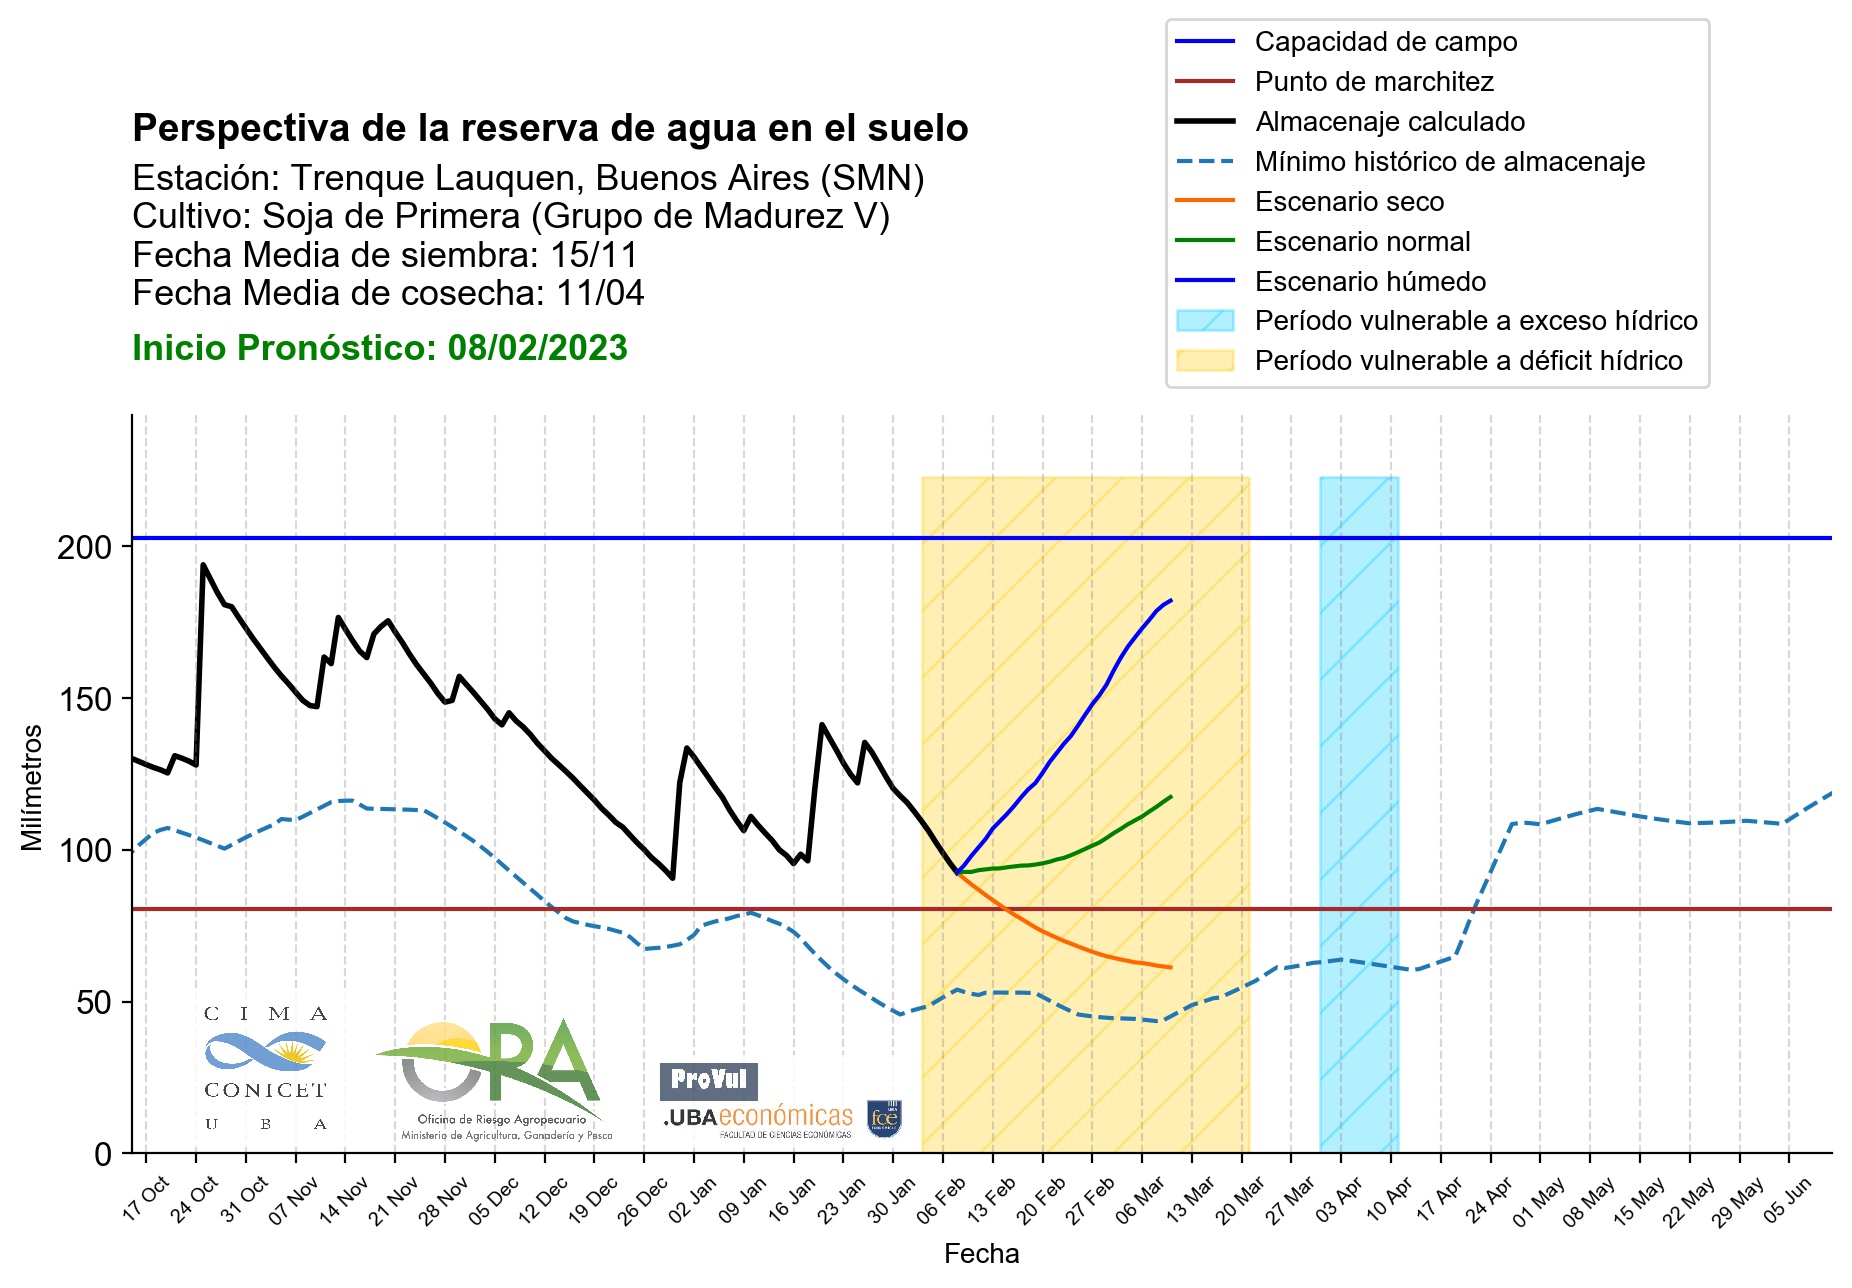 Capacidad de campo
Punto de marchitez
Almacenaje calculado
Mínimo histórico de almacenaje
Escenario seco
Escenario normal
Escenario húmedo
Período vulnerable a exceso hídrico
Período vulnerable a déficit hídrico
Perspectiva de la reserva de agua en el suelo
Estación: Trenque Lauquen, Buenos Aires (SMN)
Cultivo: Soja de Primera (Grupo de Madurez V)
Fecha Media de siembra: 15/11
Fecha Media de cosecha: 11/04
Inicio Pronóstico: 08/02/2023
200
150
100
50
0
Milímetros
CIMA
CONICET
UBA
ORA
Oficina de Riesgo Agropecuario
Ministerio de Agricultura, Ganadería y Pesca
ProVul
.UBAeconómicas
FACULTAD DE CIENCIAS ECONÓMICAS
fce
17 Oct
24 Oct
31 Oct
07 Nov
14 Nov
21 Nov
28 Nov
05 Dec
12 Dec
19 Dec
26 Dec
02 Jan
09 Jan
16 Jan
23 Jan
30 Jan
06 Feb
13 Feb
20 Feb
27 Feb
06 Mar
13 Mar
20 Mar
27 Mar
03 Apr
10 Apr
17 Apr
24 Apr
01 May
08 May
15 May
22 May
29 May
05 Jun
Fecha